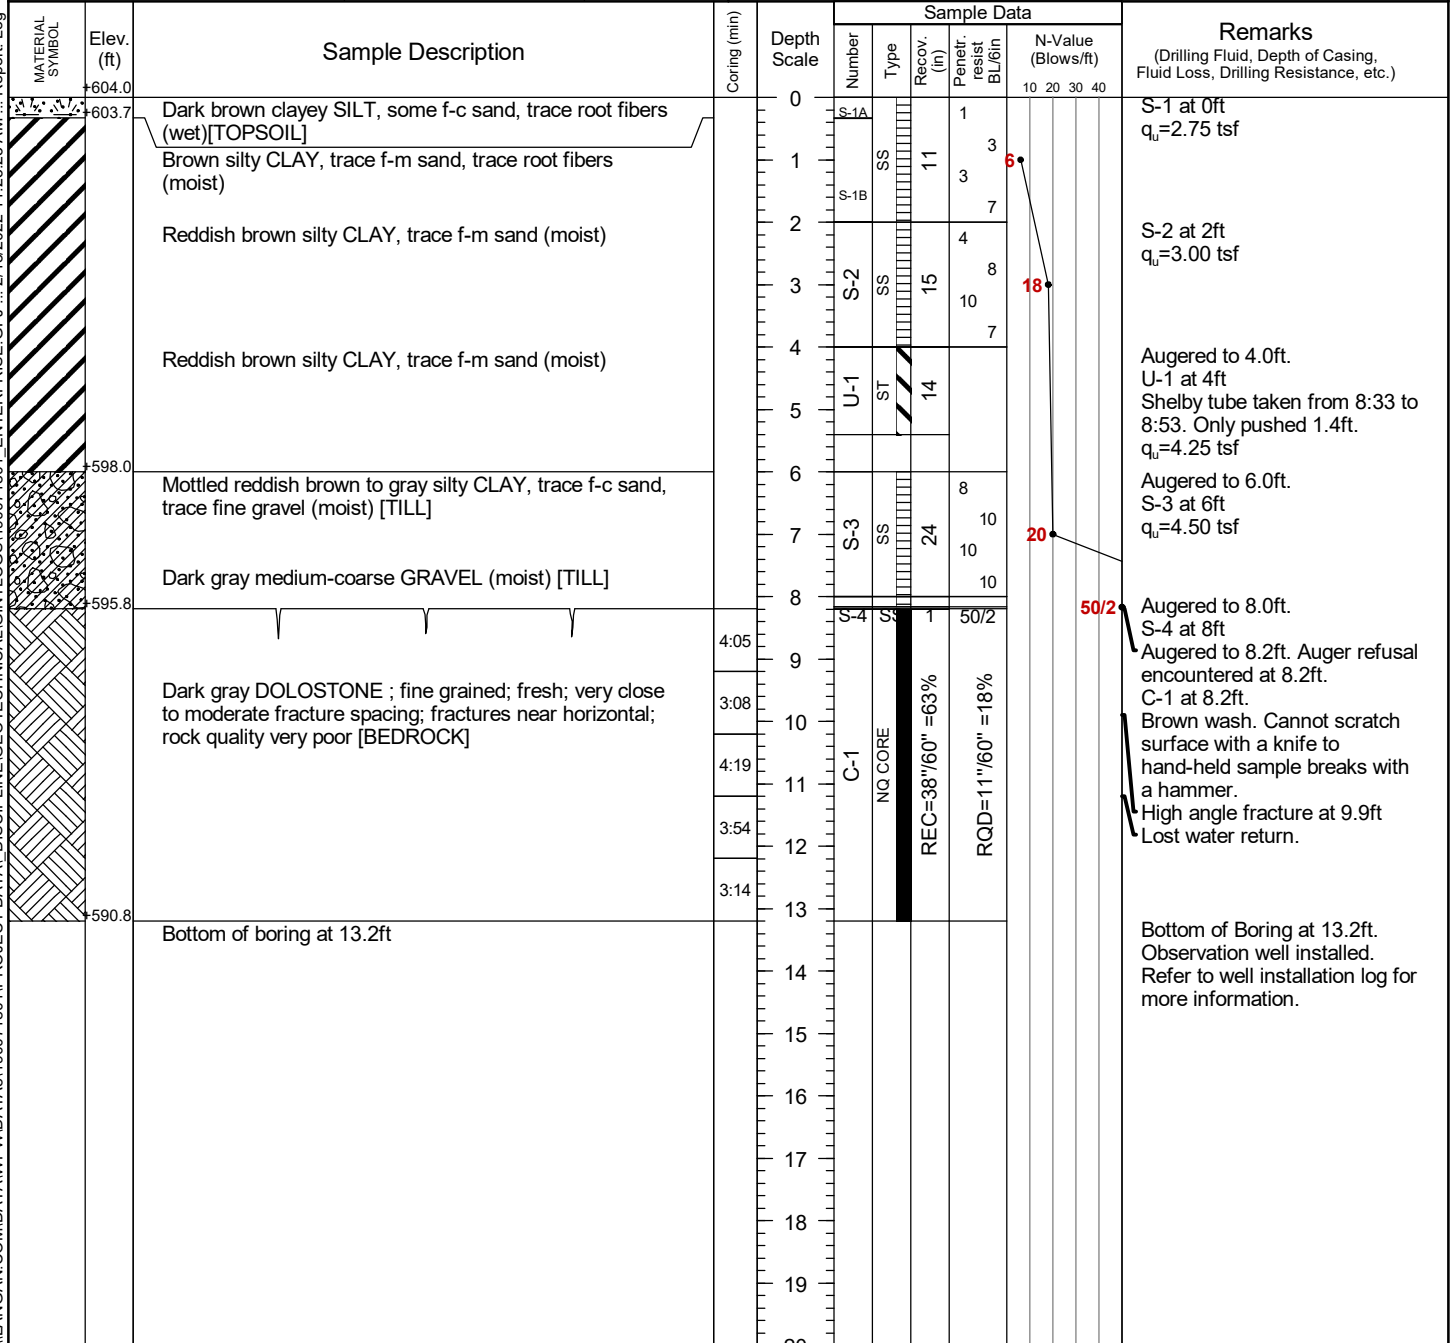 MATERIAL SYMBOL
Elev. (ft)
Sample Description
Coring (min)
Depth Scale
Sample Data
Number
Type
Recov. (in)
Penetr. resist BL/6in
N-Value (Blows/ft)
10 20 30 40
Remarks
(Drilling Fluid, Depth of Casing,
Fluid Loss, Drilling Resistance, etc.)
+604.0
+603.7
Dark brown clayey SILT, some f-c sand, trace root fibers
(wet)[TOPSOIL]
Brown silty CLAY, trace f-m sand, trace root fibers
(moist)
Reddish brown silty CLAY, trace f-m sand (moist)
Reddish brown silty CLAY, trace f-m sand (moist)
+598.0
Mottled reddish brown to gray silty CLAY, trace f-c sand,
trace fine gravel (moist) [TILL]
Dark gray medium-coarse GRAVEL (moist) [TILL]
+595.8
Dark gray DOLOSTONE ; fine grained; fresh; very close
to moderate fracture spacing; fractures near horizontal;
rock quality very poor [BEDROCK]
+590.8
Bottom of boring at 13.2ft
4:05
3:08
4:19
3:54
3:14
0
1
2
3
4
5
6
7
8
9
10
11
12
13
14
15
16
17
18
19
20
S-1A
S-1B
SS
11
1
3
3
7
6
S-2
SS
15
4
8
10
7
18
U-1
ST
14
S-3
SS
24
8
10
10
10
20
S-4 SS 1 50/2
50/2
C-1
NQ CORE
REC=38"/60" =63%
RQD=11"/60" =18%
S-1 at 0ft
qu=2.75 tsf
S-2 at 2ft
qu=3.00 tsf
Augered to 4.0ft.
U-1 at 4ft
Shelby tube taken from 8:33 to
8:53. Only pushed 1.4ft.
qu=4.25 tsf
Augered to 6.0ft.
S-3 at 6ft
qu=4.50 tsf
Augered to 8.0ft.
S-4 at 8ft
Augered to 8.2ft. Auger refusal
encountered at 8.2ft.
C-1 at 8.2ft.
Brown wash. Cannot scratch
surface with a knife to
hand-held sample breaks with
a hammer.
High angle fracture at 9.9ft
Lost water return.
Bottom of Boring at 13.2ft.
Observation well installed.
Refer to well installation log for
more information.